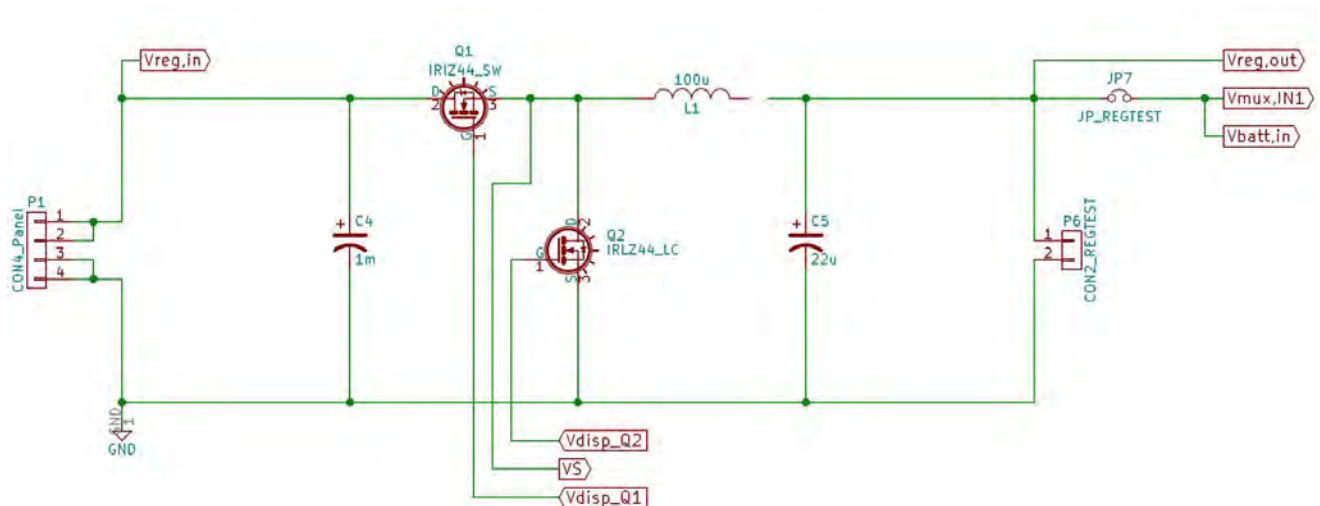 Vreg,in
Q1
IRIZ44_SW
D
2
S
3
G
1
100u
L1
Vreg,out
JP7
JP_REGTEST
Vmux,IN1
Vbatt,in
P1
CON4_Panel
1
2
3
4
+
C4
1m
D
2
Q2
IRLZ44_LC
G
1
S
3
+
C5
22u
P6
CON2_REGTEST
1
2
GND
1
GND
Vdisp_Q2
VS
Vdisp_Q1